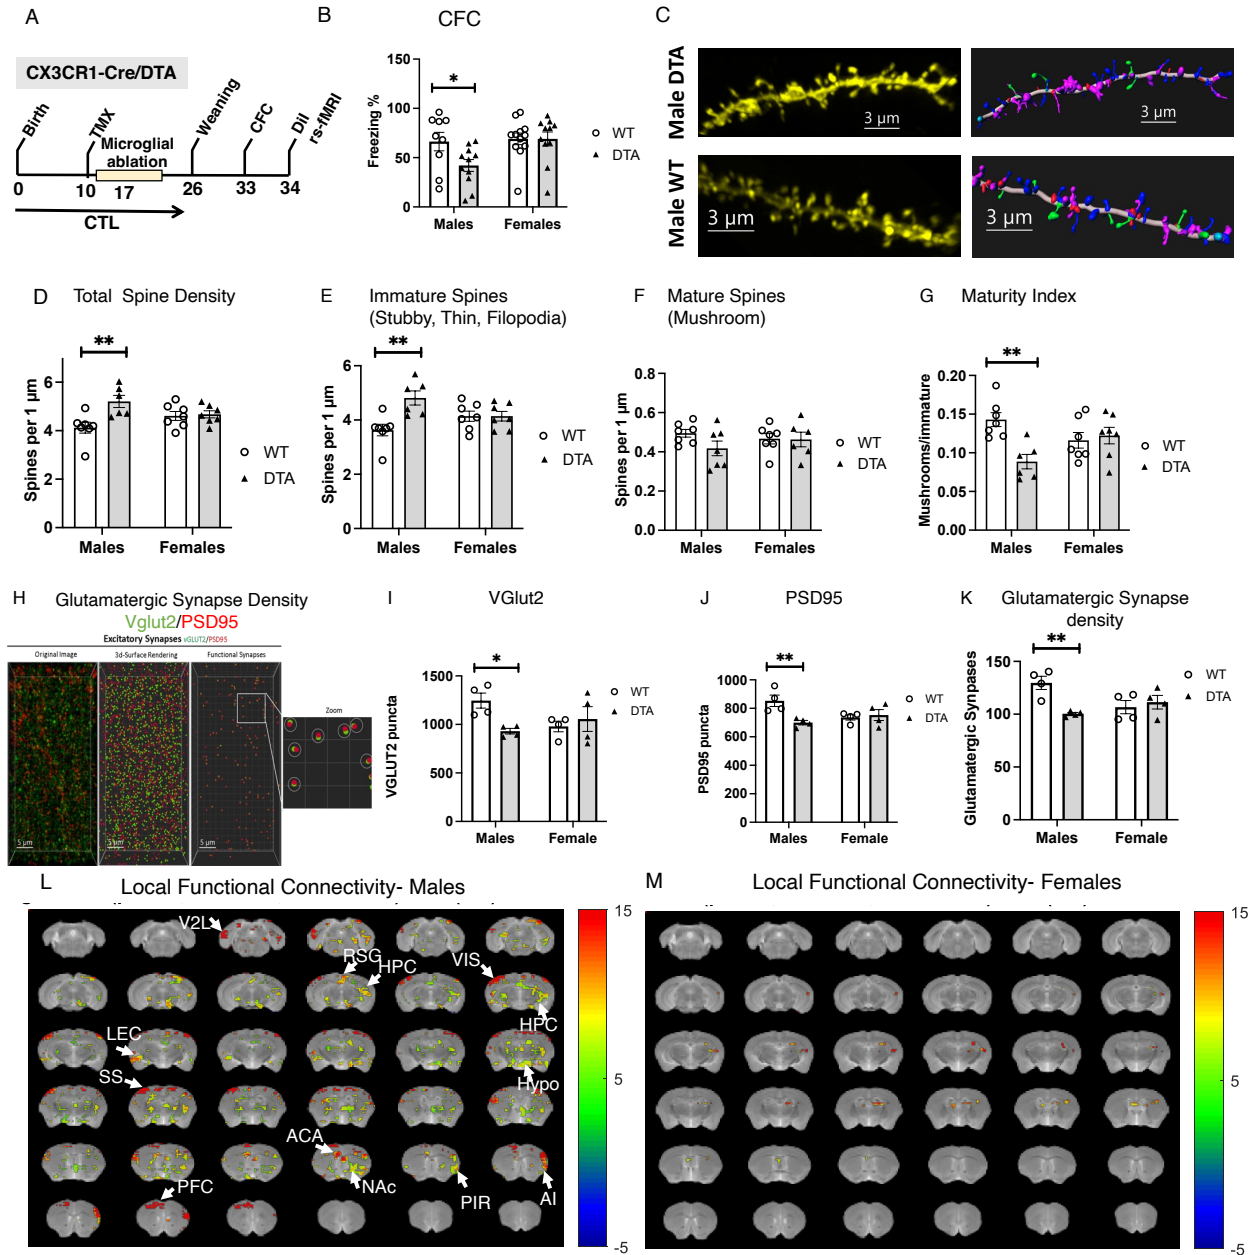 A
CX3CR1-Cre/DTA
Birth
TMX
Microglial
ablation
Weaning
CFC
DiI
rs-fMRI
0
10
17
26
33
34
CTL
B
CFC
150
100
50
0
Freezing %
*
WT
DTA
Males
Females
C
Male DTA
3 µm
3 µm
Male WT
3 µm
3 µm
D
Total Spine Density
Spines per 1 µm
6
4
2
0
**
WT
DTA
Males
Females
E
Immature Spines
(Stubby, Thin, Filopodia)
Spines per 1 µm
6
4
2
0
**
WT
DTA
Males
Females
F
Mature Spines
(Mushroom)
Spines per 1 µm
0.8
0.6
0.4
0.2
0.0
WT
DTA
Males
Females
G
Maturity Index
Mushrooms/immature
0.20
0.15
0.10
0.05
0.00
**
WT
DTA
Males
Females
H
Glutamatergic Synapse Density
Vglut2/PSD95
Excitatory Synapses vGLUT2/PSD95
Original Image
3d-Surface Rendering
Functional Synapses
Zoom
5 µm
5 µm
5 µm
I
VGlut2
VGLUT2 puncta
1500
1000
500
0
*
WT
DTA
Males
Female
J
PSD95
PSD95 puncta
1000
800
600
400
200
0
**
WT
DTA
Males
Female
K
Glutamatergic Synapse
density
Glutamatergic Synpases
150
100
50
0
**
WT
DTA
Males
Female
L
Local Functional Connectivity- Males
V2L
RSG
HPC
VIS
HPC
LEC
Hypo
SS
ACA
NAc
PIR
AI
PFC
15
5
-5
M
Local Functional Connectivity- Females
15
5
-5